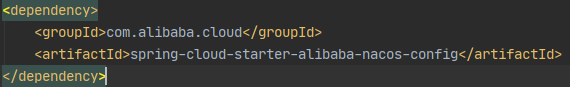 <dependency>
<groupId>com.alibaba.cloud</groupId>
<artifactId>spring-cloud-starter-alibaba-nacos-config</artifactId>
</dependency>